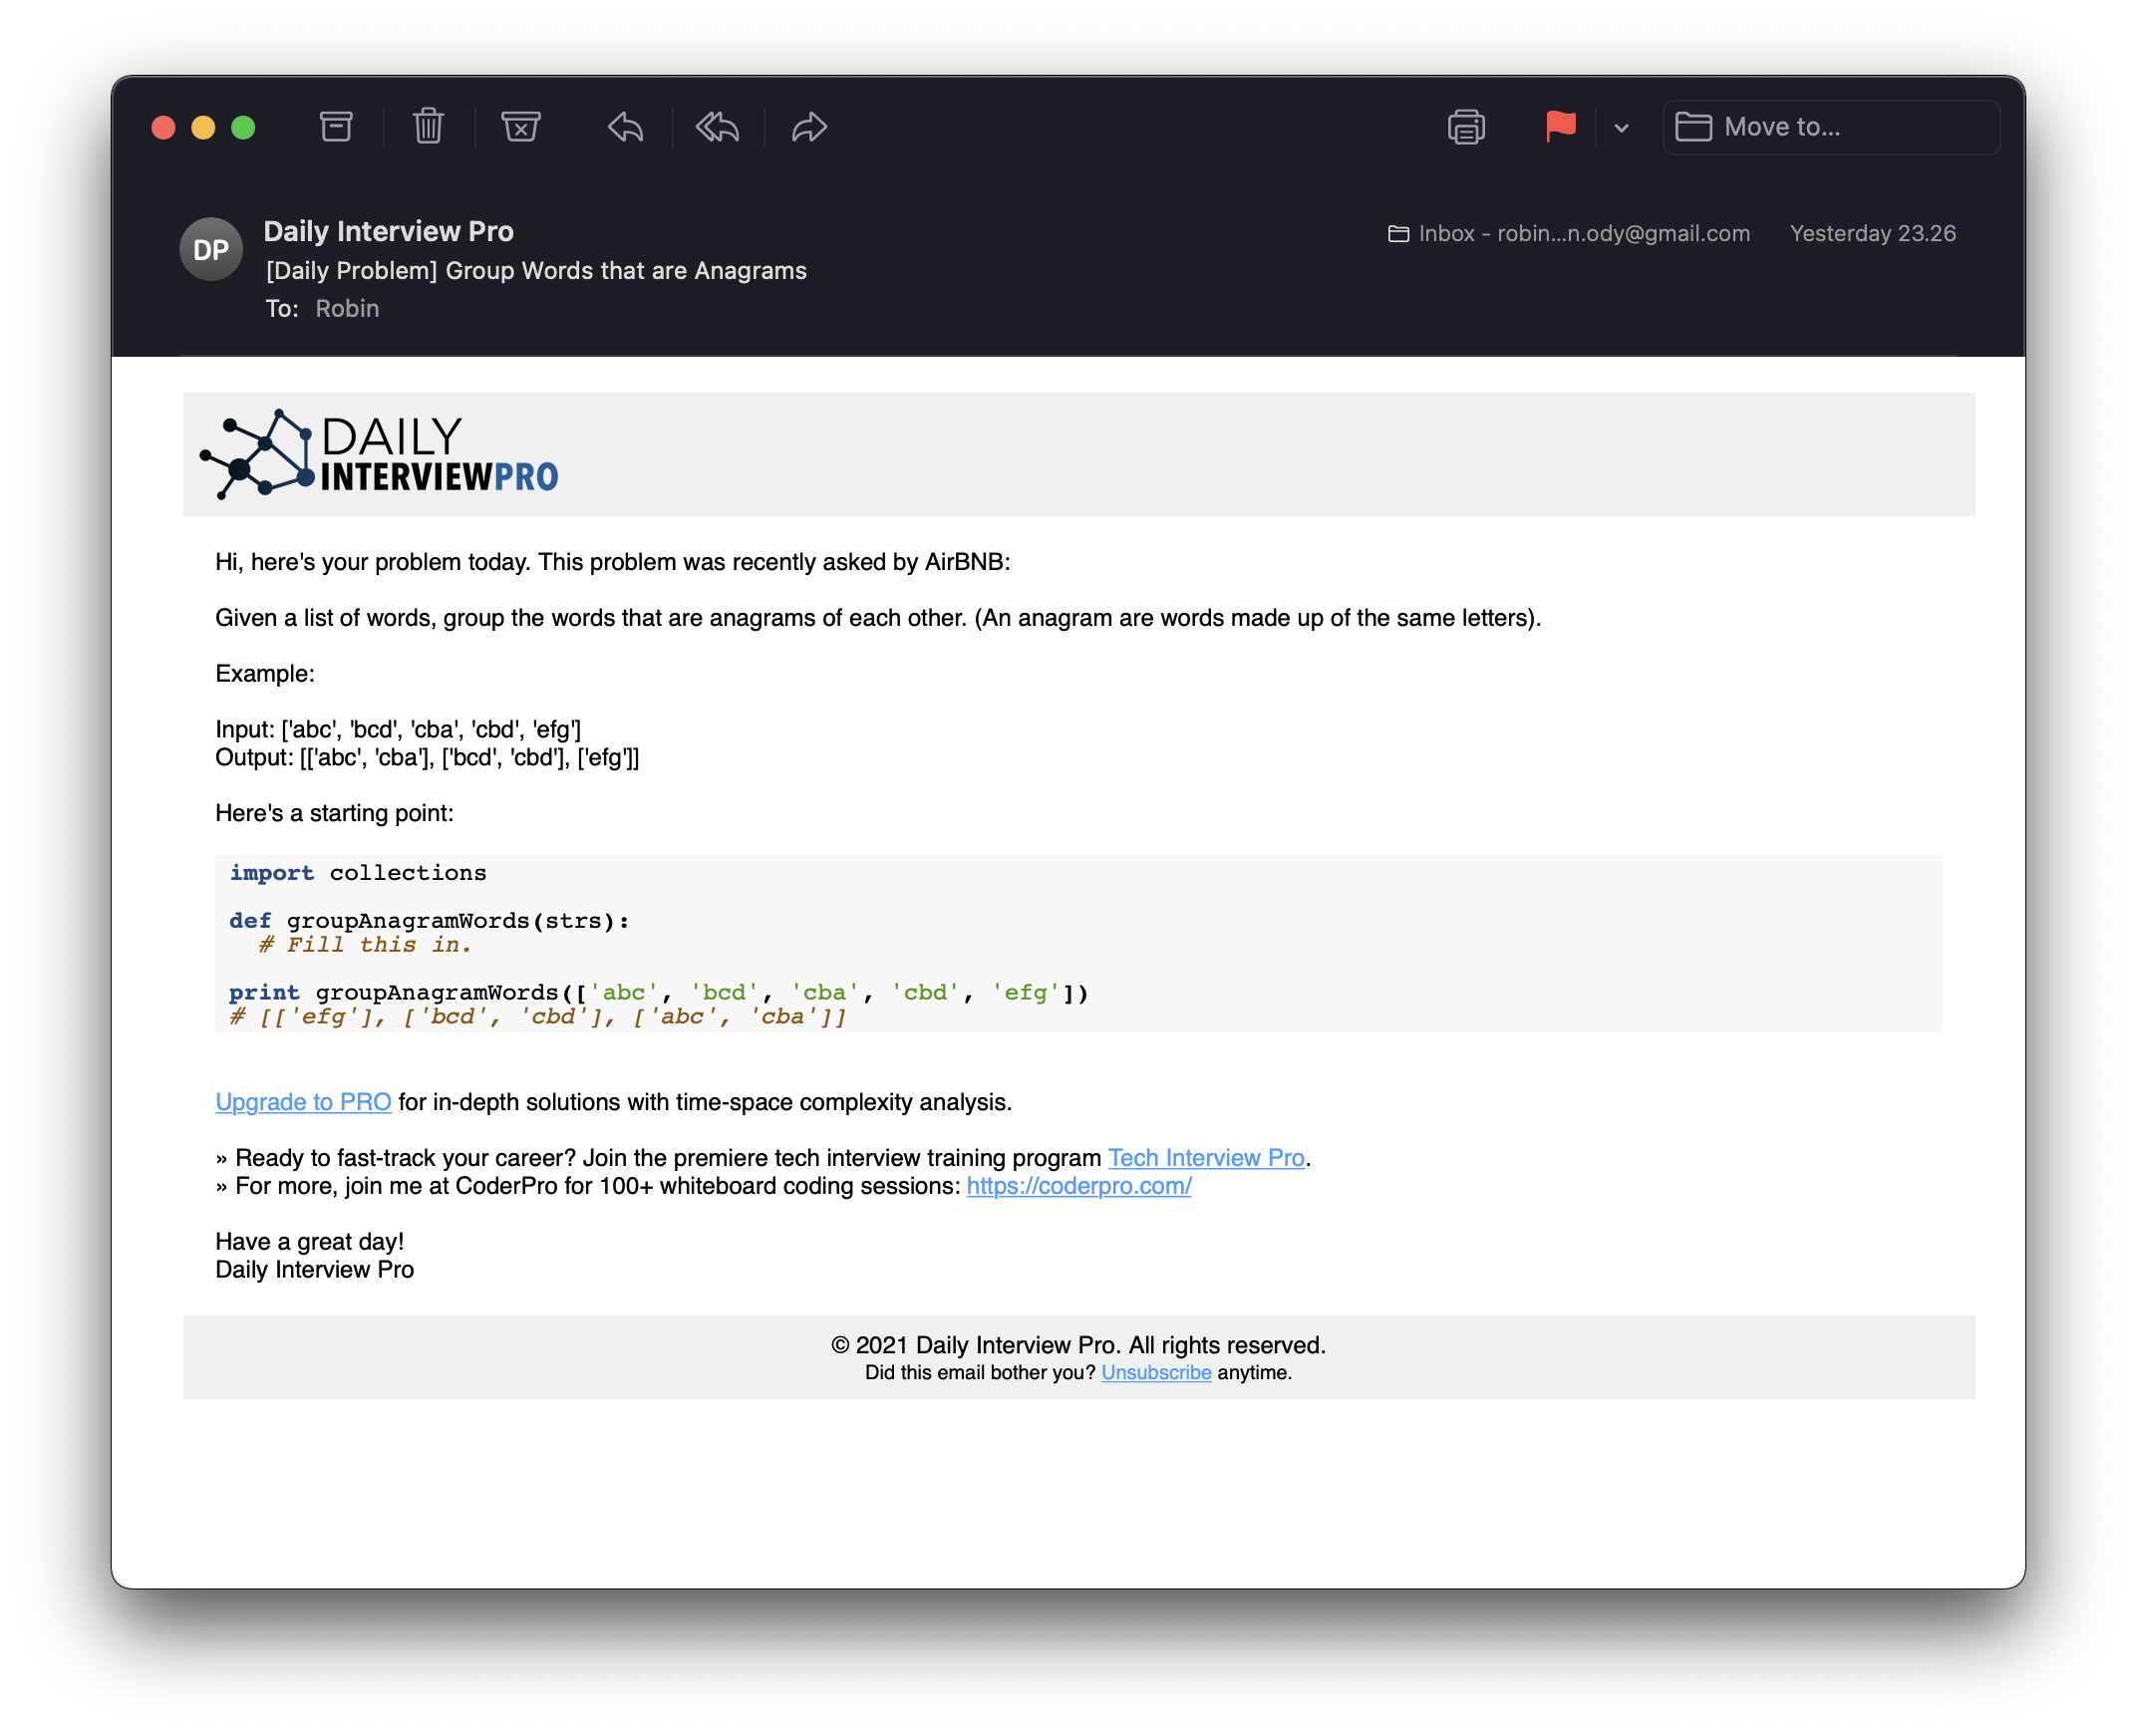 Move to...
DP
Daily Interview Pro
Inbox - robin...n.ody@gmail.com
Yesterday 23.26
[Daily Problem] Group Words that are Anagrams
To: Robin
DAILY
INTERVIEWPRO
Hi, here's your problem today. This problem was recently asked by AirBNB:
Given a list of words, group the words that are anagrams of each other. (An anagram are words made up of the same letters).
Example:
Input: ['abc', 'bcd', 'cba', 'cbd', 'efg']
Output: [['abc', 'cba'], ['bcd', 'cbd'], ['efg']]
Here's a starting point:
import collections
def groupAnagramWords(strs):
  # Fill this in.
print groupAnagramWords(['abc', 'bcd', 'cba', 'cbd', 'efg'])
# [['efg'], ['bcd', 'cbd'], ['abc', 'cba']]
Upgrade to PRO for in-depth solutions with time-space complexity analysis.
» Ready to fast-track your career? Join the premiere tech interview training program Tech Interview Pro.
» For more, join me at CoderPro for 100+ whiteboard coding sessions: https://coderpro.com/
Have a great day!
Daily Interview Pro
© 2021 Daily Interview Pro. All rights reserved.
Did this email bother you? Unsubscribe anytime.